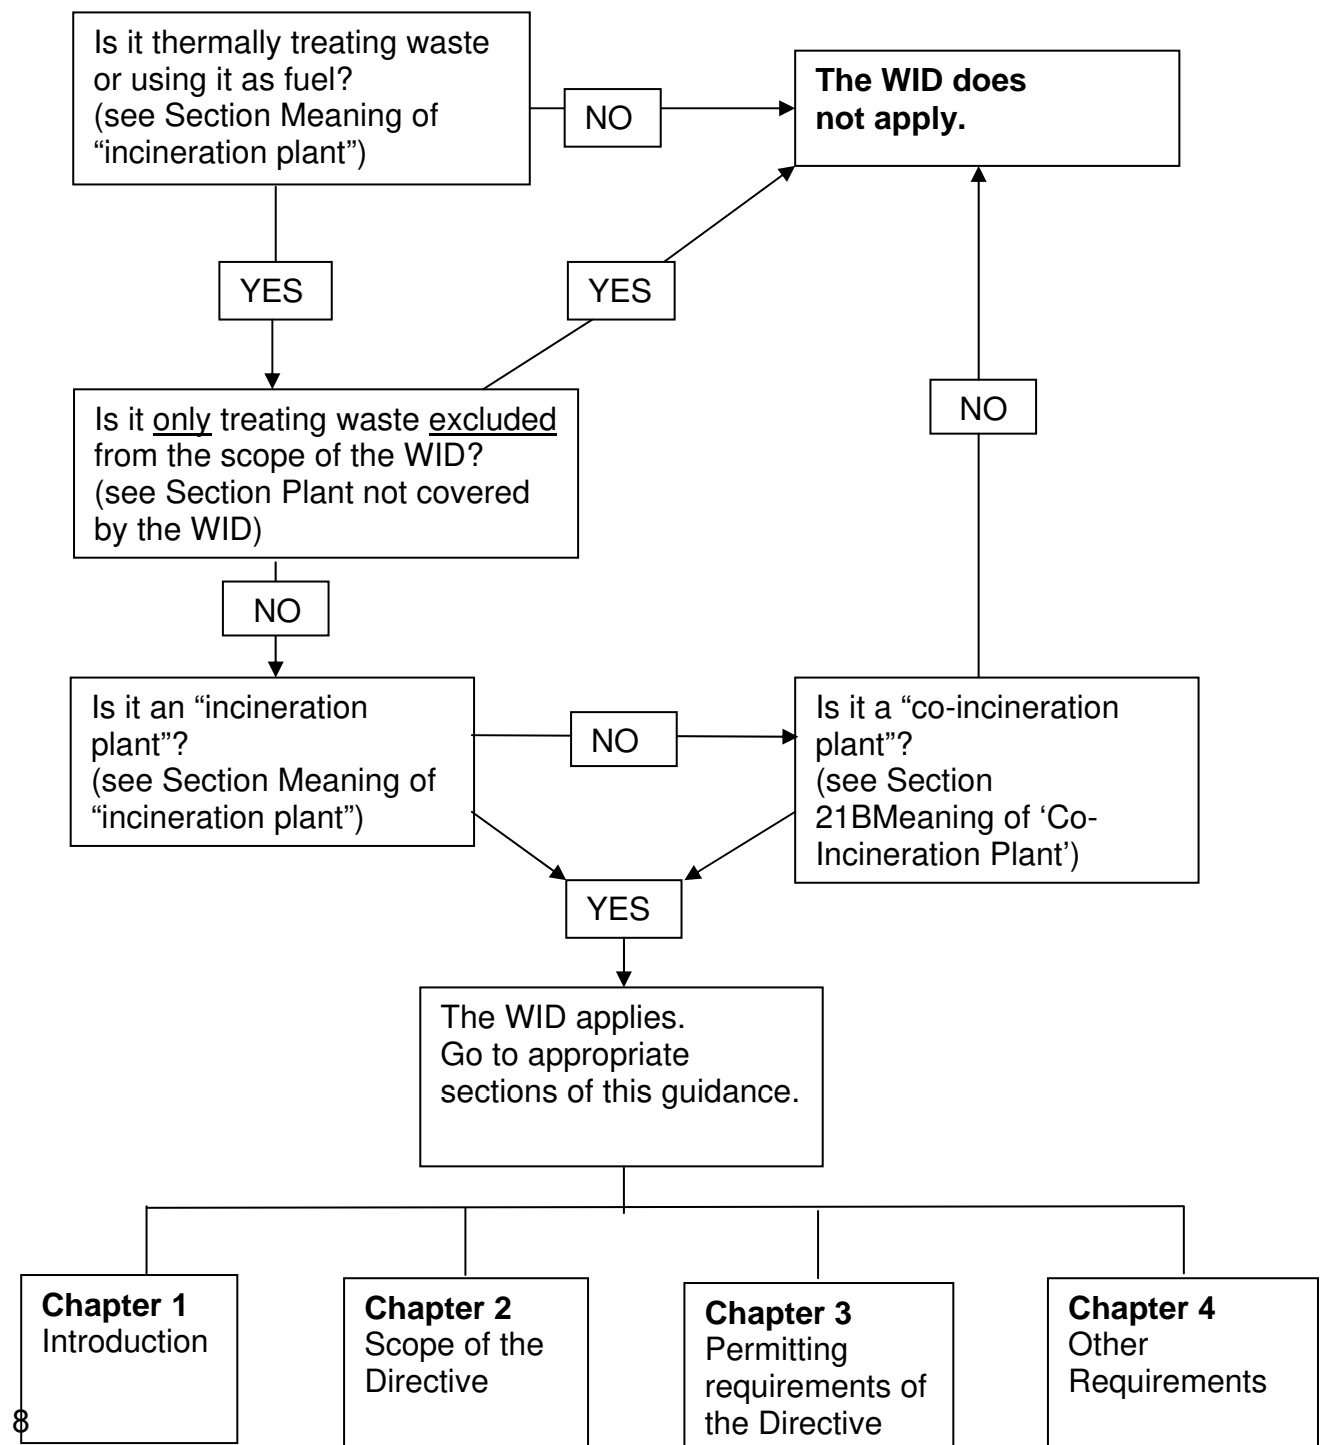 Is it thermally treating waste
or using it as fuel?
(see Section Meaning of
“incineration plant”)
NO
The WID does
not apply.
YES
YES
Is it only treating waste excluded
from the scope of the WID?
(see Section Plant not covered
by the WID)
NO
NO
Is it an “incineration
plant”?
(see Section Meaning of
“incineration plant”)
NO
Is it a “co-incineration
plant”?
(see Section
21BMeaning of ‘Co-
Incineration Plant’)
YES
The WID applies.
Go to appropriate
sections of this guidance.
Chapter 1
Introduction
Chapter 2
Scope of the
Directive
Chapter 3
Permitting
requirements of
the Directive
Chapter 4
Other
Requirements
8